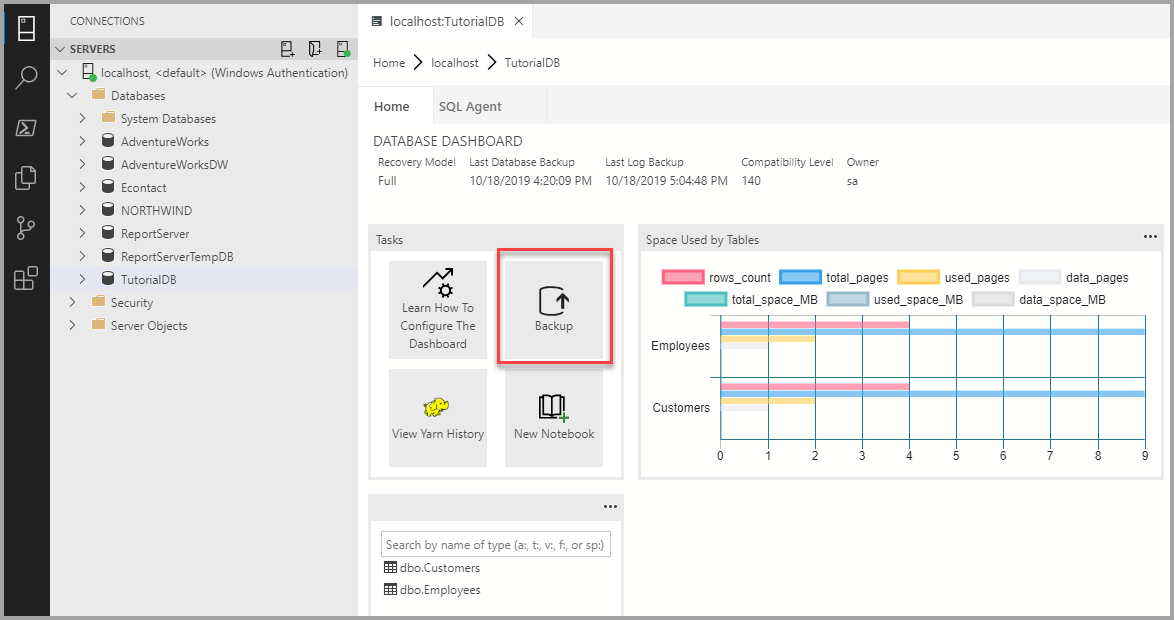 CONNECTIONS
SERVERS
localhost, <default> (Windows Authentication)
Databases
System Databases
AdventureWorks
AdventureWorksDW
Econtact
NORTHWIND
ReportServer
ReportServerTempDB
TutorialDB
Security
Server Objects
localhost:TutorialDB
Home localhost TutorialDB
Home SQL Agent
DATABASE DASHBOARD
Recovery Model Last Database Backup Last Log Backup Compatibility Level Owner
Full 10/18/2019 4:20:09 PM 10/18/2019 5:04:48 PM 140 sa
Tasks
Learn How To
Configure The
Dashboard
Backup
View Yarn History
New Notebook
Space Used by Tables
rows_count total_pages used_pages data_pages
total_space_MB used_space_MB data_space_MB
Employees
Customers
0 1 2 3 4 5 6 7 8 9
Search by name of type (a:, t:, v:, f:, or sp:)
dbo.Customers
dbo.Employees